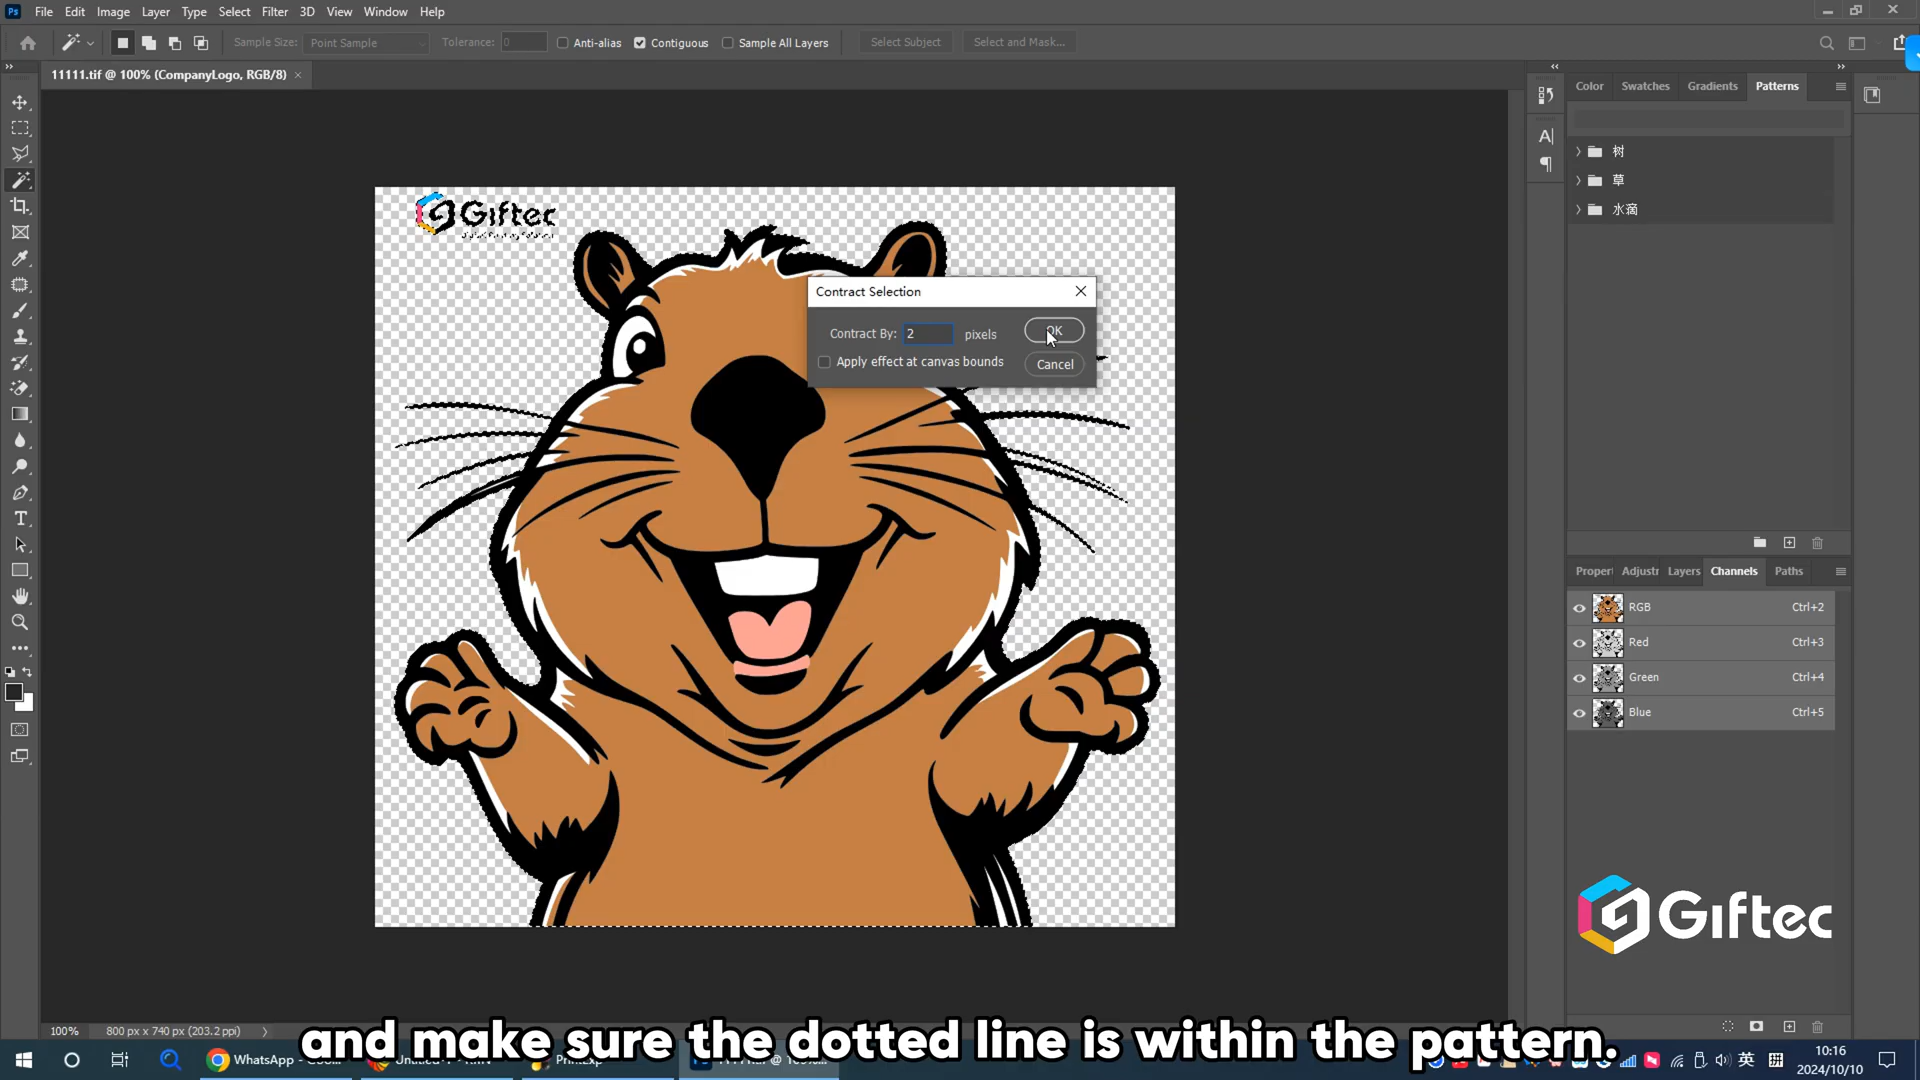 Ps File Edit Image Layer Type Select Filter 3D View Window Help
Sample Size: Point Sample Tolerance: 0 Anti-alias Contiguous Sample All Layers Select Subject Select and Mask...
11111.tif @ 100% (CompanyLogo, RGB/8) ×
Color Swatches Gradients Patterns
树
草
水滴
Giftec
Contract Selection
Contract By: 2 pixels OK
Apply effect at canvas bounds Cancel
Proper Adjustr Layers Channels Paths
RGB Ctrl+2
Red Ctrl+3
Green Ctrl+4
Blue Ctrl+5
Giftec
100% 800 px x 740 px (203.2 ppi)
and make sure the dotted line is within the pattern.
WhatsApp
英
10:16
2024/10/10